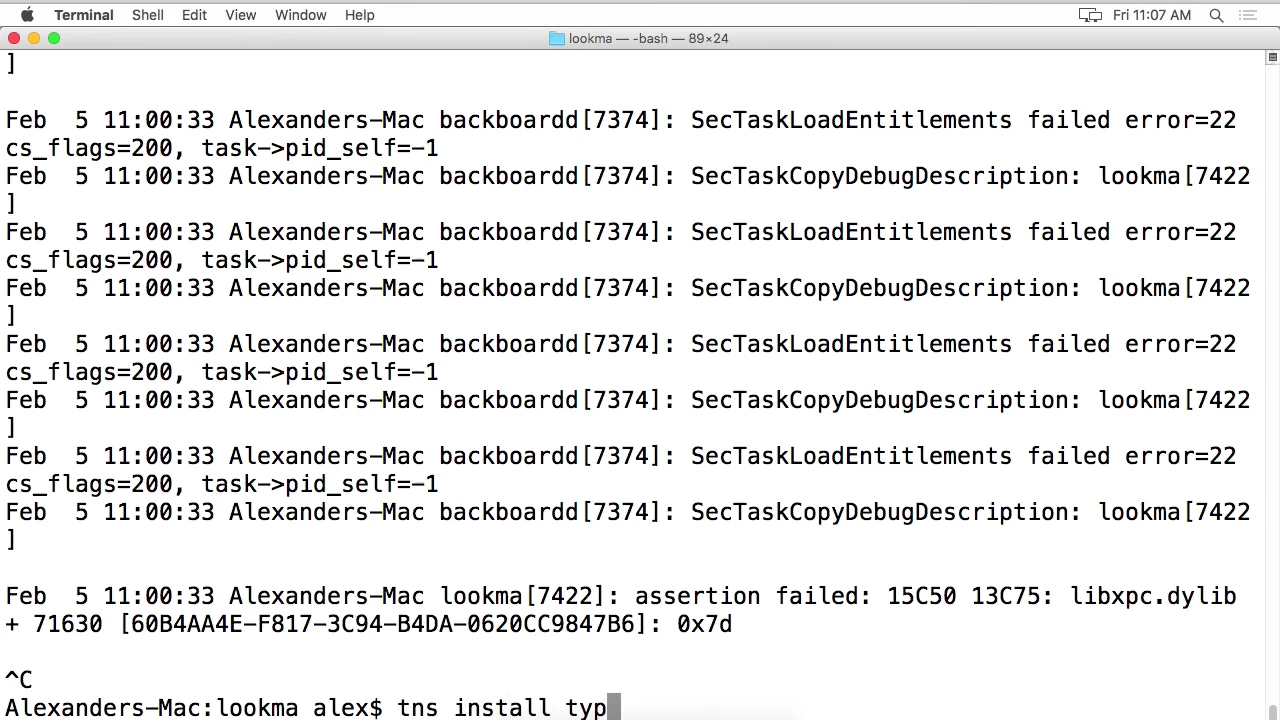 Terminal Shell Edit View Window Help Fri 11:07 AM
lookma — -bash — 89×24
]
Feb  5 11:00:33 Alexanders-Mac backboardd[7374]: SecTaskLoadEntitlements failed error=22
cs_flags=200, task->pid_self=-1
Feb  5 11:00:33 Alexanders-Mac backboardd[7374]: SecTaskCopyDebugDescription: lookma[7422
]
Feb  5 11:00:33 Alexanders-Mac backboardd[7374]: SecTaskLoadEntitlements failed error=22
cs_flags=200, task->pid_self=-1
Feb  5 11:00:33 Alexanders-Mac backboardd[7374]: SecTaskCopyDebugDescription: lookma[7422
]
Feb  5 11:00:33 Alexanders-Mac backboardd[7374]: SecTaskLoadEntitlements failed error=22
cs_flags=200, task->pid_self=-1
Feb  5 11:00:33 Alexanders-Mac backboardd[7374]: SecTaskCopyDebugDescription: lookma[7422
]
Feb  5 11:00:33 Alexanders-Mac backboardd[7374]: SecTaskLoadEntitlements failed error=22
cs_flags=200, task->pid_self=-1
Feb  5 11:00:33 Alexanders-Mac backboardd[7374]: SecTaskCopyDebugDescription: lookma[7422
]
Feb  5 11:00:33 Alexanders-Mac lookma[7422]: assertion failed: 15C50 13C75: libxpc.dylib
+ 71630 [60B4AA4E-F817-3C94-B4DA-0620CC9847B6]: 0x7d
^C
Alexanders-Mac:lookma alex$ tns install typ